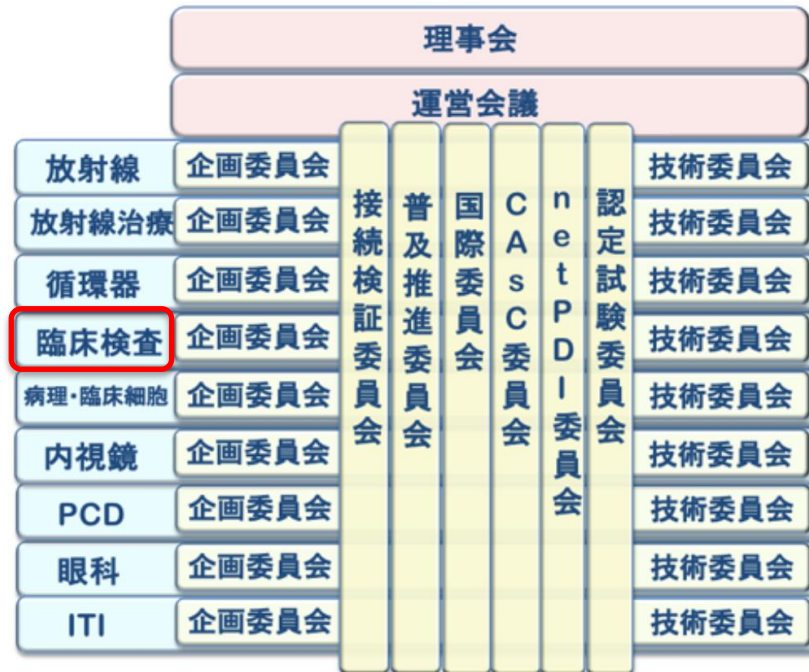 理事会
運営会議
放射線 企画委員会 技術委員会
放射線治療 企画委員会 技術委員会
循環器 企画委員会 技術委員会
臨床検査 企画委員会 技術委員会
病理・臨床細胞 企画委員会 技術委員会
内視鏡 企画委員会 技術委員会
PCD 企画委員会 技術委員会
眼科 企画委員会 技術委員会
ITI 企画委員会 技術委員会
接続検証委員会
普及推進委員会
国際委員会
CAsC委員会
netPDI委員会
認定試験委員会